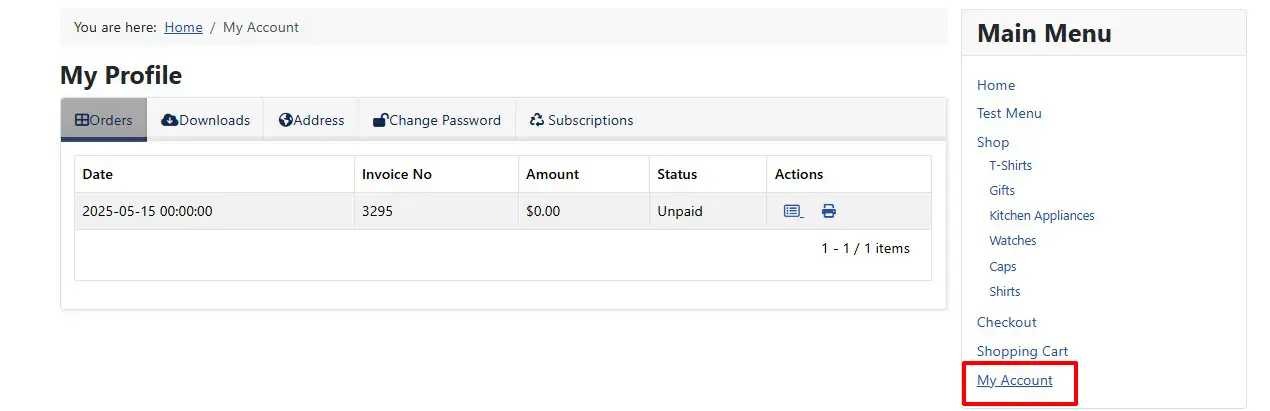 You are here: Home / My Account
My Profile
Orders Downloads Address Change Password Subscriptions
Date Invoice No Amount Status Actions
2025-05-15 00:00:00 3295 $0.00 Unpaid
1 - 1 / 1 items
Main Menu
Home
Test Menu
Shop
T-Shirts
Gifts
Kitchen Appliances
Watches
Caps
Shirts
Checkout
Shopping Cart
My Account